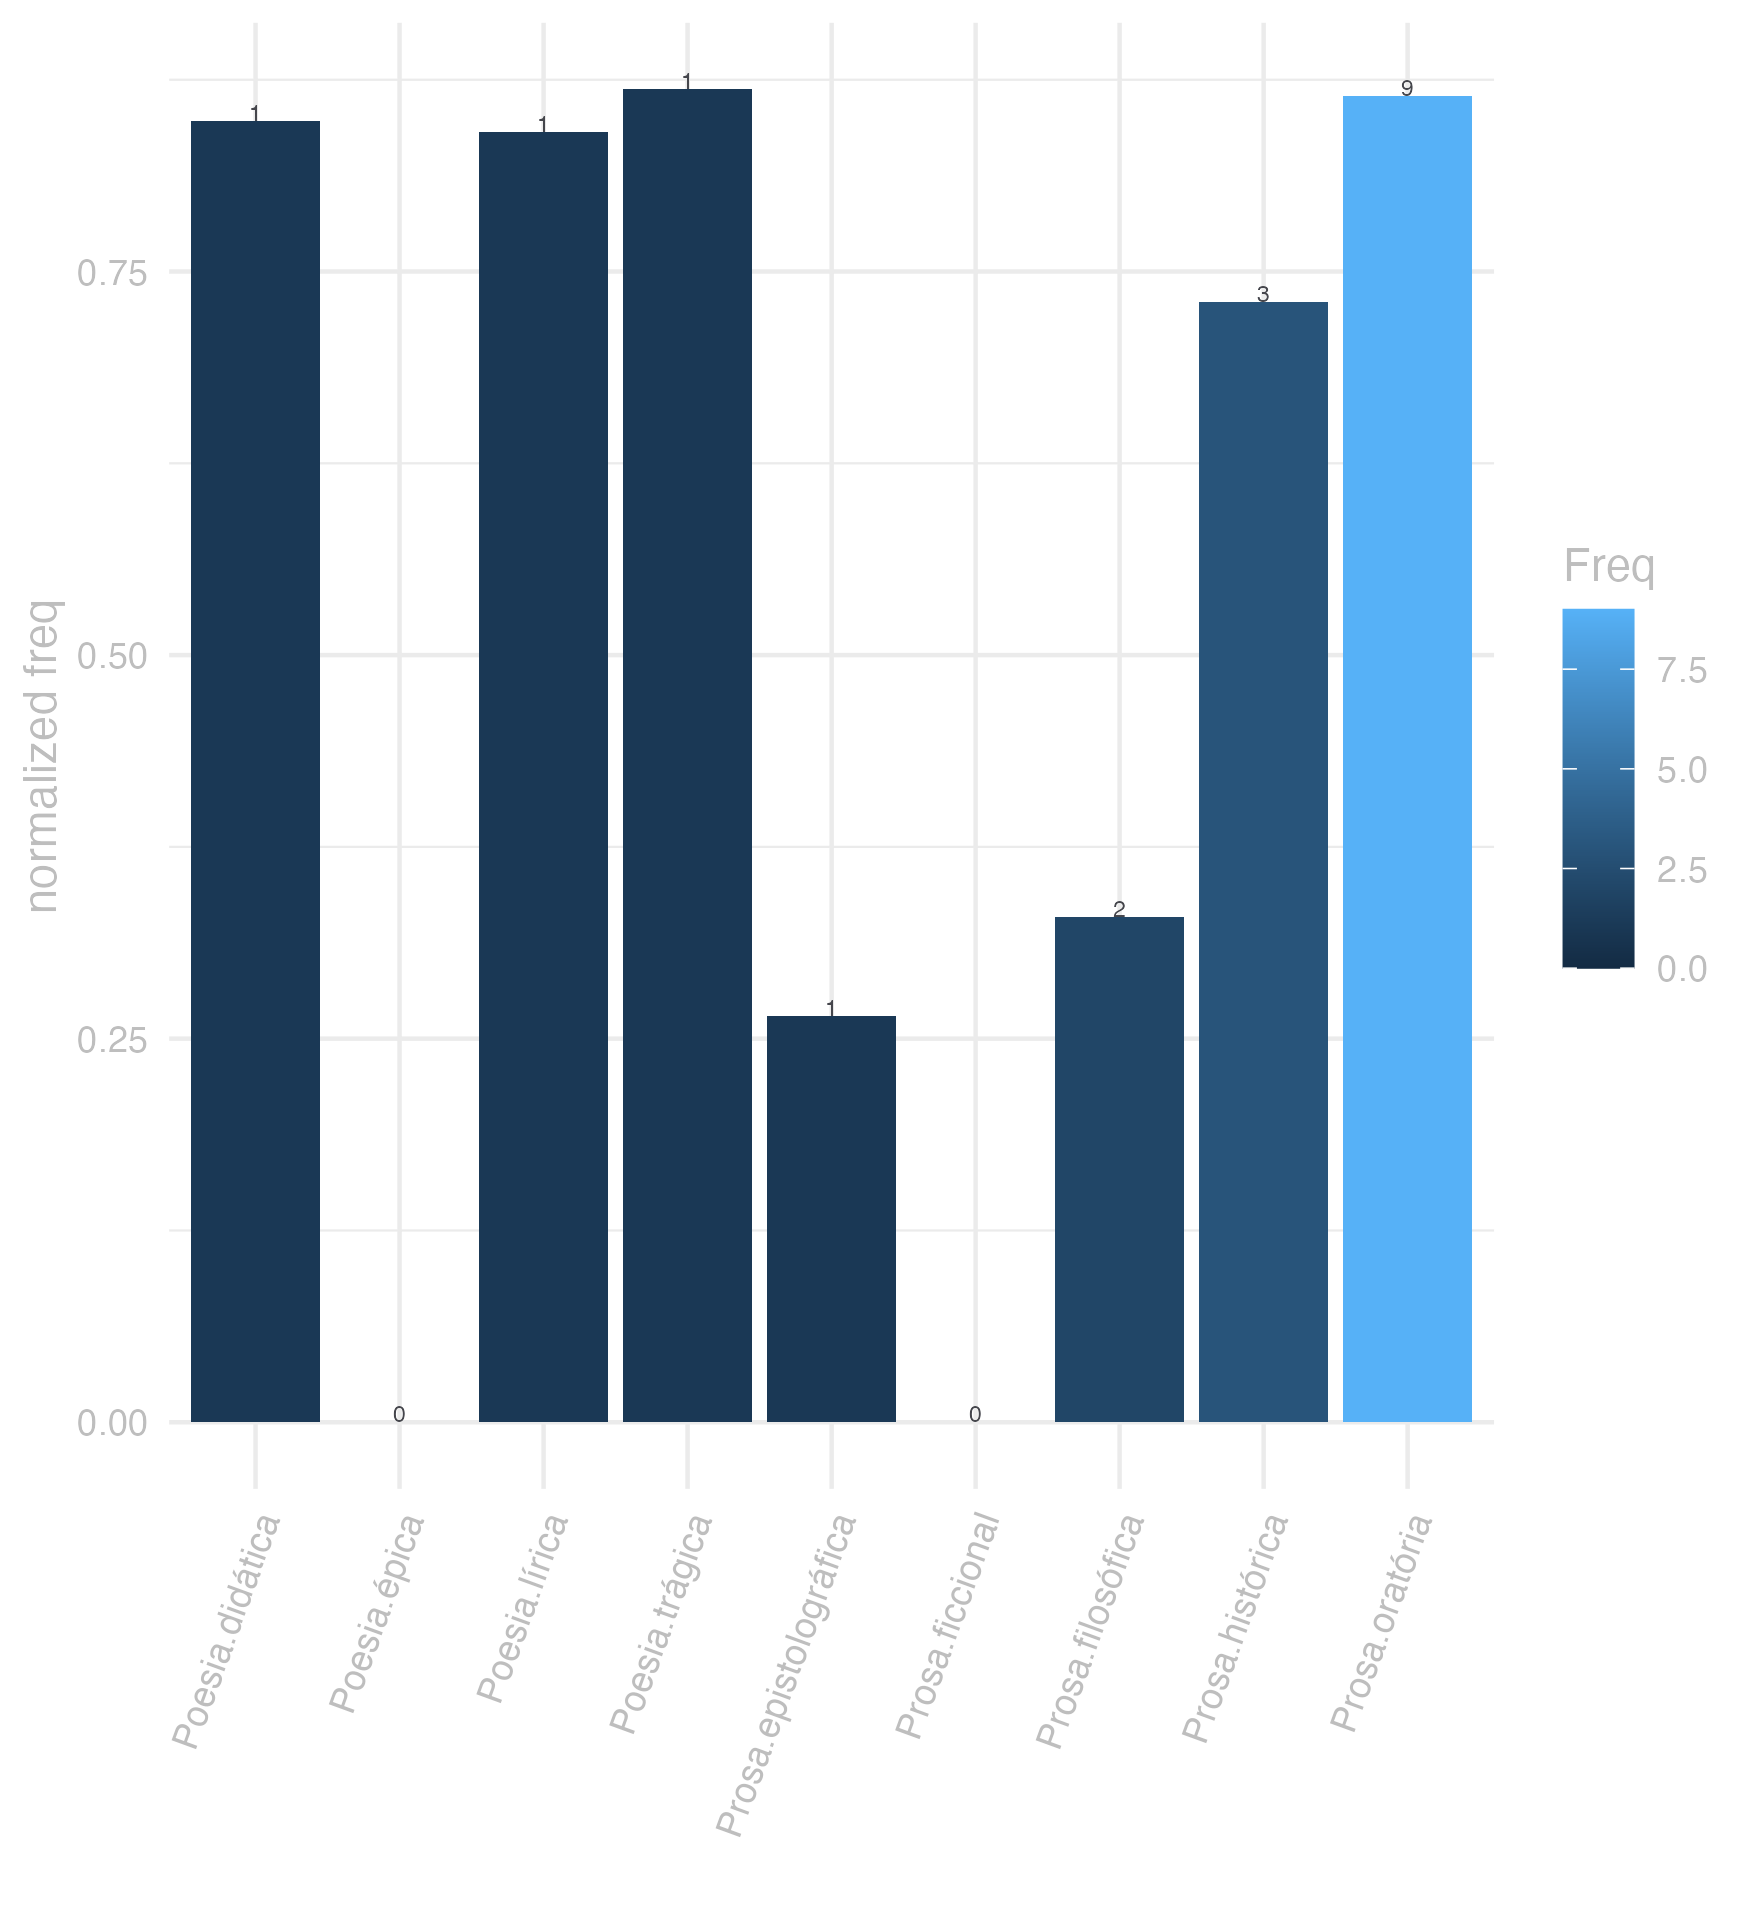 1
1
1
9
0.75
3
Freq
7.5
normalized freq
0.50
5.0
2.5
2
0.0
1
0.25
0
0
0.00
Poesia.didática
Poesia.épica
Poesia.lírica
Poesia.trágica
Prosa.epistolográfica
Prosa.ficcional
Prosa.filosófica
Prosa.histórica
Prosa.oratória